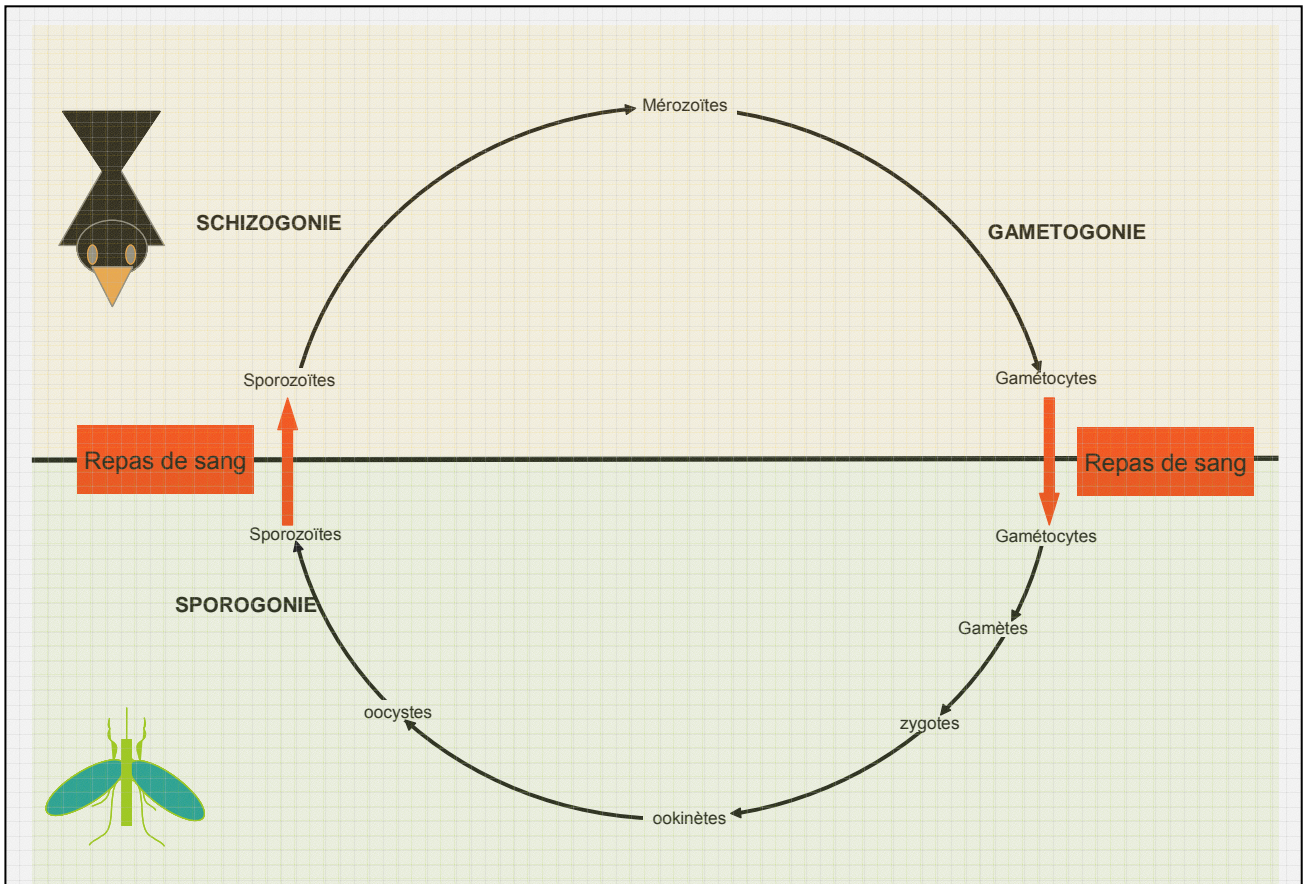 Mérozoïtes
SCHIZOGONIE
GAMETOGONIE
Sporozoïtes
Gamétocytes
Repas de sang
Repas de sang
Sporozoïtes
Gamétocytes
SPOROGONIE
Gamètes
oocystes
zygotes
ookinètes